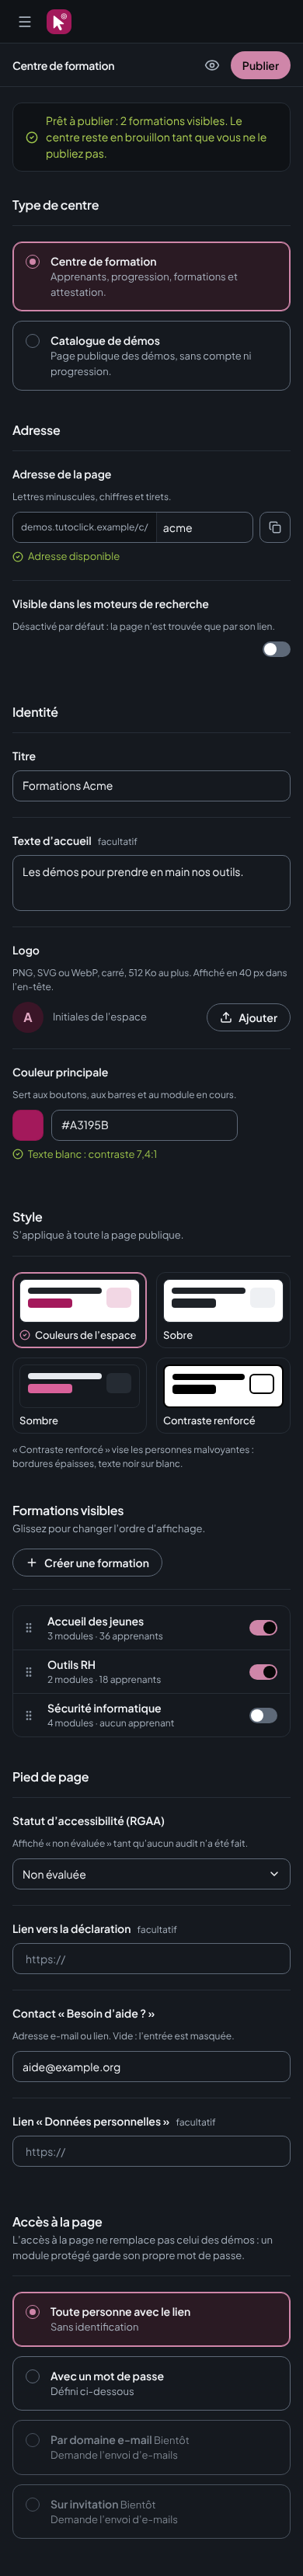 Centre de formation
Publier
Prêt à publier : 2 formations visibles. Le
centre reste en brouillon tant que vous ne le
publiez pas.
Type de centre
Centre de formation
Apprenants, progression, formations et
attestation.
Catalogue de démos
Page publique des démos, sans compte ni
progression.
Adresse
Adresse de la page
Lettres minuscules, chiffres et tirets.
demos.tutoclick.example/c/ acme
Adresse disponible
Visible dans les moteurs de recherche
Désactivé par défaut : la page n'est trouvée que par son lien.
Identité
Titre
Formations Acme
Texte d'accueil facultatif
Les démos pour prendre en main nos outils.
Logo
PNG, SVG ou WebP, carré, 512 Ko au plus. Affiché en 40 px dans
l'en-tête.
A
Initiales de l'espace
Ajouter
Couleur principale
Sert aux boutons, aux barres et au module en cours.
#A3195B
Texte blanc : contraste 7,4:1
Style
S'applique à toute la page publique.
Couleurs de l'espace
Sobre
Sombre
Contraste renforcé
« Contraste renforcé » vise les personnes malvoyantes :
bordures épaisses, texte noir sur blanc.
Formations visibles
Glissez pour changer l'ordre d'affichage.
Créer une formation
Accueil des jeunes
3 modules · 36 apprenants
Outils RH
2 modules · 18 apprenants
Sécurité informatique
4 modules · aucun apprenant
Pied de page
Statut d'accessibilité (RGAA)
Affiché « non évaluée » tant qu'aucun audit n'a été fait.
Non évaluée
Lien vers la déclaration facultatif
https://
Contact « Besoin d'aide ? »
Adresse e-mail ou lien. Vide : l'entrée est masquée.
aide@example.org
Lien « Données personnelles » facultatif
https://
Accès à la page
L'accès à la page ne remplace pas celui des démos : un
module protégé garde son propre mot de passe.
Toute personne avec le lien
Sans identification
Avec un mot de passe
Défini ci-dessous
Par domaine e-mail Bientôt
Demande l'envoi d'e-mails
Sur invitation Bientôt
Demande l'envoi d'e-mails